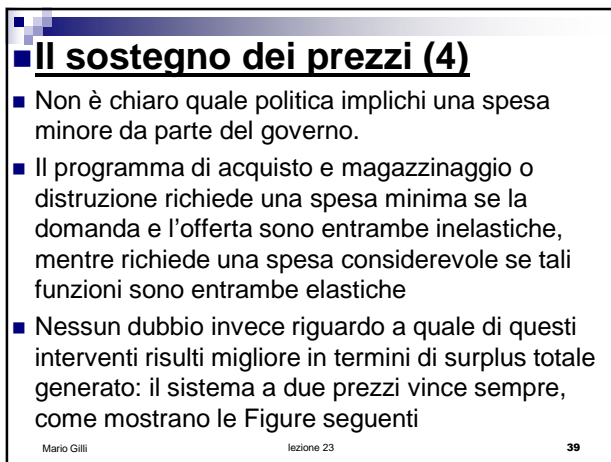 Il sostegno dei prezzi (4)
Non è chiaro quale politica implichi una spesa
minore da parte del governo.
Il programma di acquisto e magazzinaggio o
distruzione richiede una spesa minima se la
domanda e l'offerta sono entrambe inelastiche,
mentre richiede una spesa considerevole se tali
funzioni sono entrambe elastiche
Nessun dubbio invece riguardo a quale di questi
interventi risulti migliore in termini di surplus totale
generato: il sistema a due prezzi vince sempre,
come mostrano le Figure seguenti
Mario Gilli lezione 23 39